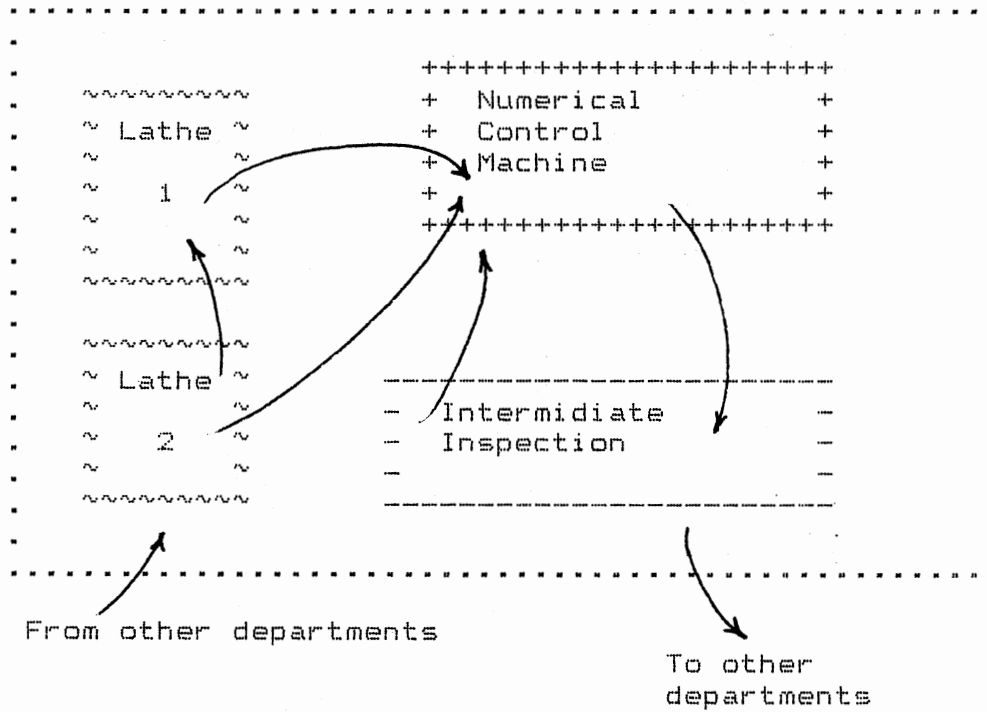 Numerical
Control
Machine
Lathe
1
Lathe
2
Intermidiate
Inspection
From other departments
To other
departments